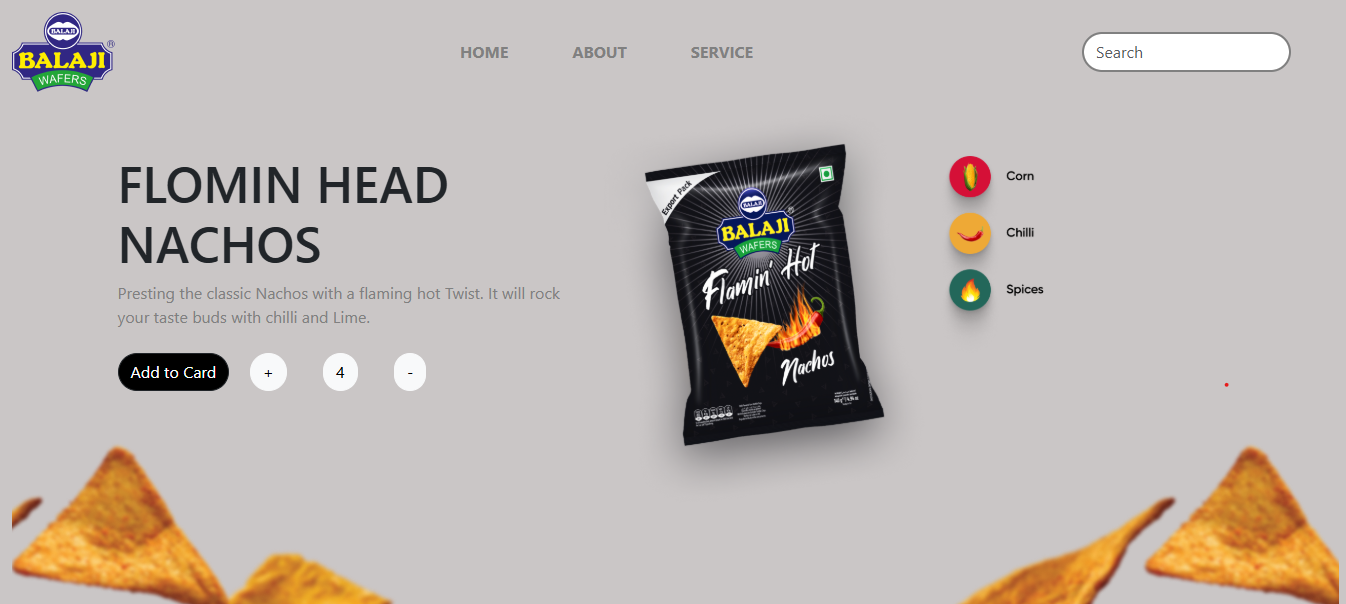 BALAJI
BALAJI
WAFERS
®
HOME
ABOUT
SERVICE
Search
FLOMIN HEAD
NACHOS
Presting the classic Nachos with a flaming hot Twist. It will rock
your taste buds with chilli and Lime.
Add to Card
+
4
-
Export Pack
BALAJI
BALAJI
WAFERS
®
Flamin' Hot
Nachos
Corn
Chilli
Spices